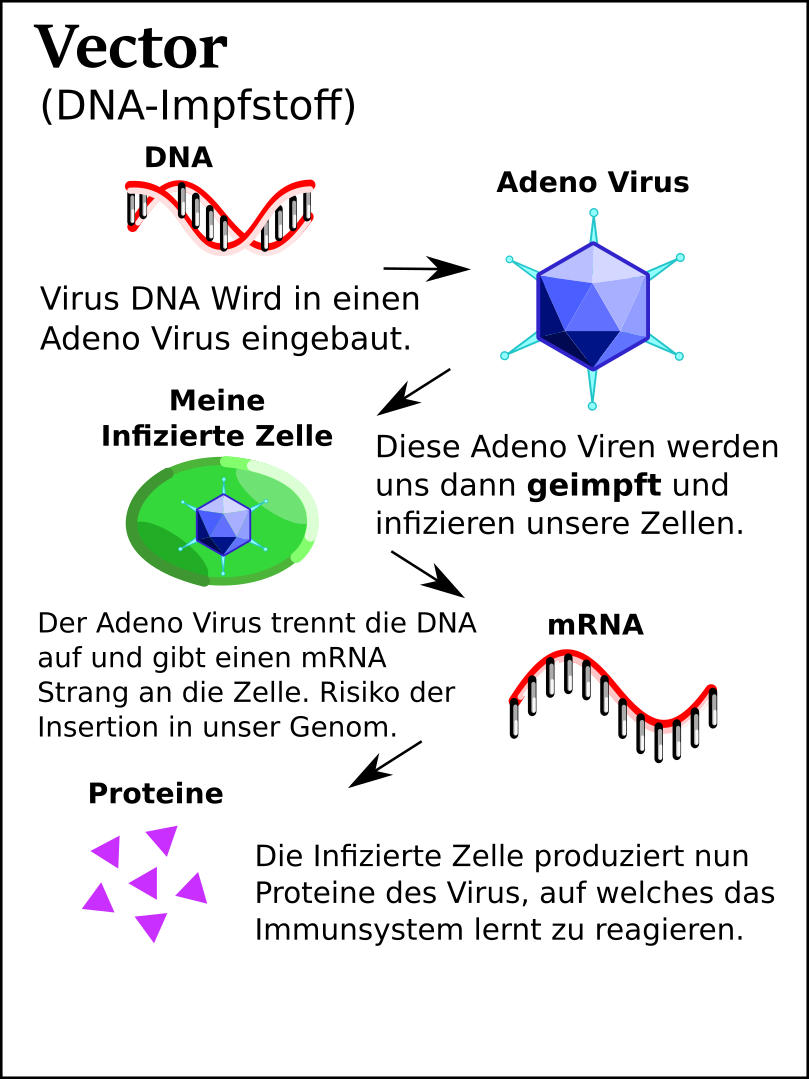 Vector
(DNA-Impfstoff)
DNA
Adeno Virus
Virus DNA Wird in einen
Adeno Virus eingebaut.
Meine
Infizierte Zelle
Diese Adeno Viren werden
uns dann geimpft und
infizieren unsere Zellen.
Der Adeno Virus trennt die DNA
auf und gibt einen mRNA
Strang an die Zelle. Risiko der
Insertion in unser Genom.
mRNA
Proteine
Die Infizierte Zelle produziert nun
Proteine des Virus, auf welches das
Immunsystem lernt zu reagieren.